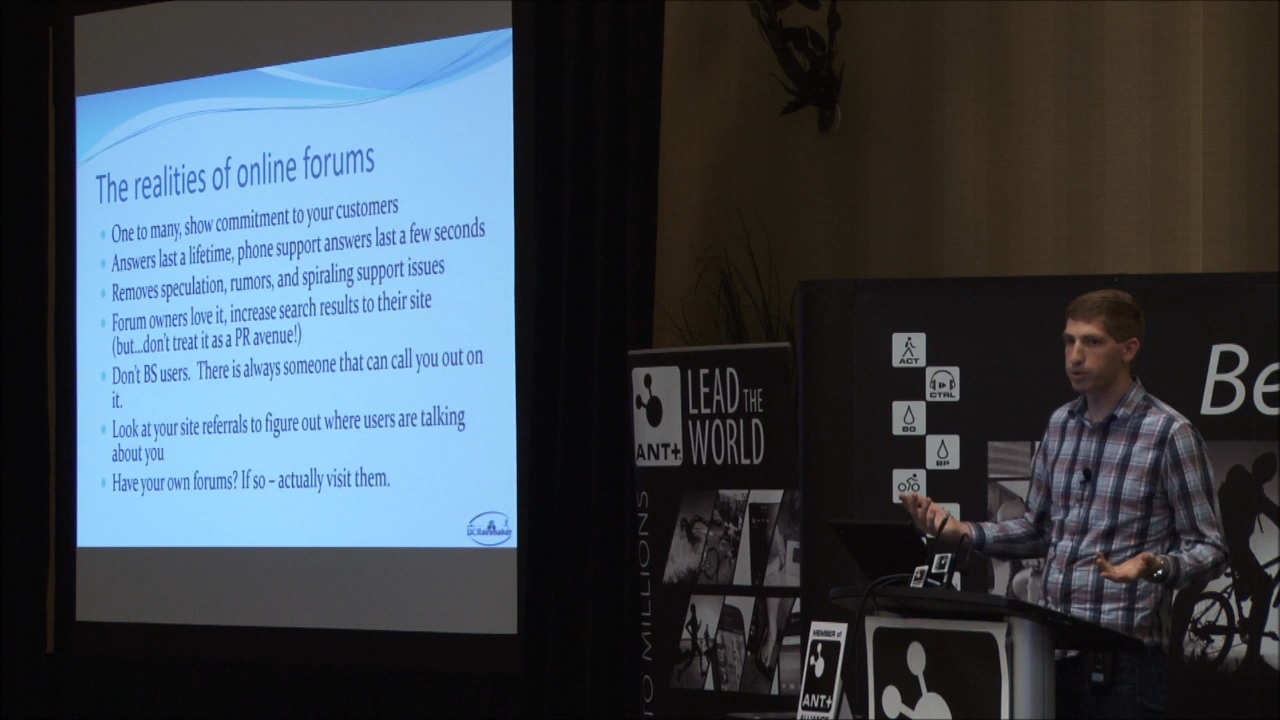 The realities of online forums
One to many, show commitment to your customers
Answers last a lifetime, phone support answers last a few seconds
Removes speculation, rumors, and spiraling support issues
Forum owners love it, increase search results to their site
(but...don't treat it as a PR avenue!)
Don't BS users. There is always someone that can call you out on
it.
Look at your site referrals to figure out where users are talking
about you
Have your own forums? If so – actually visit them.
DCRainmaker
ANT+
LEAD THE
WORLD
TO MILLIONS
ACT
CTRL
BG
BP
Be
MEMBER of
ANT+
ALLIANCE